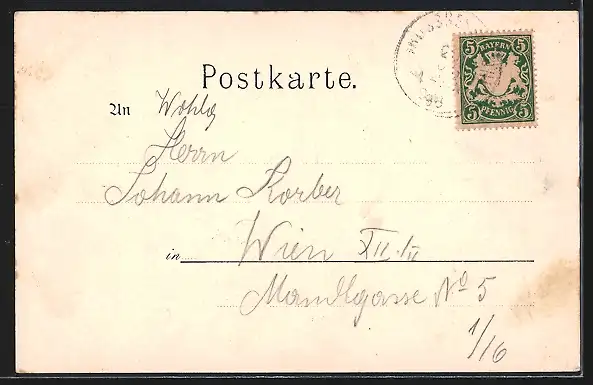 Postkarte.
5 BAYERN 5
5 PFENNIG 5
An Wohlg
Herrn
Johann Korber
in Wien XII./IV
Mandlgasse No 5
1/16